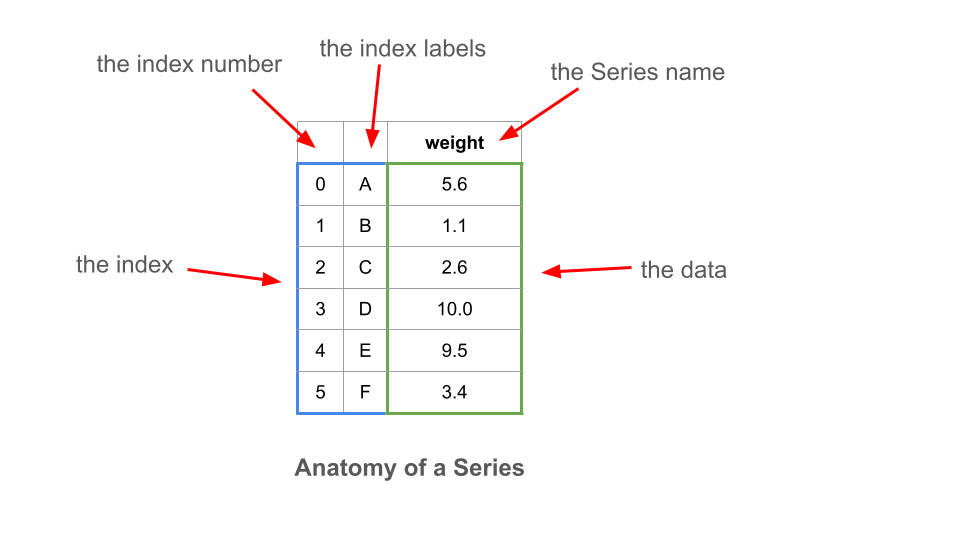 the index number
the index labels
the Series name
weight
0 A 5.6
1 B 1.1
2 C 2.6
3 D 10.0
4 E 9.5
5 F 3.4
the index
the data
Anatomy of a Series